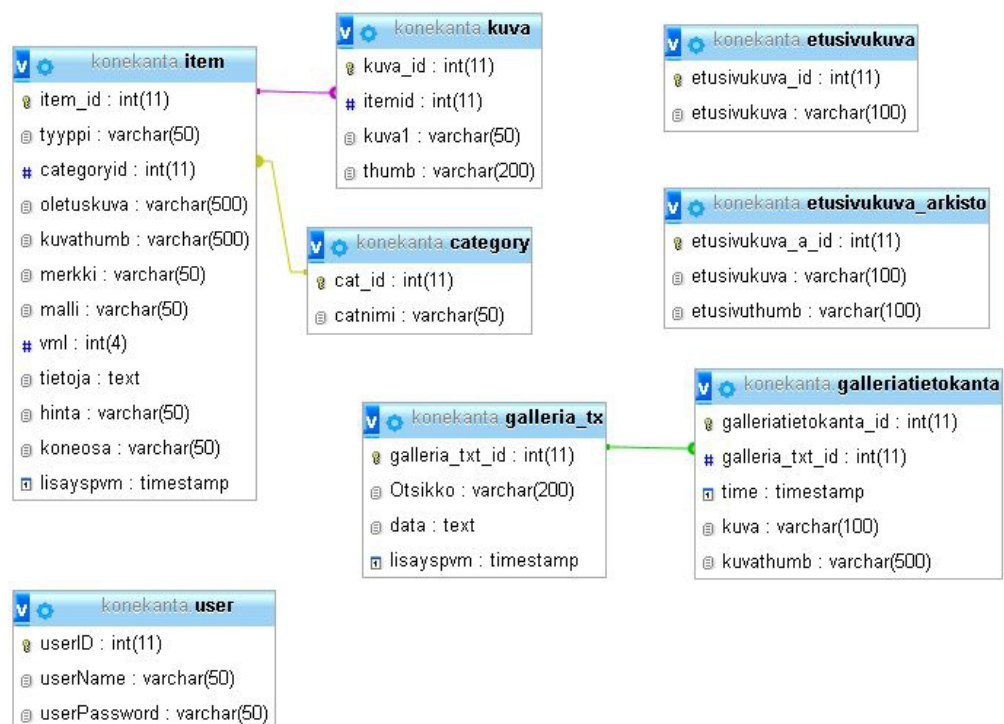 v konekanta.item
item_id : int(11)
tyyppi : varchar(50)
# categoryid : int(11)
oletuskuva : varchar(500)
kuvathumb : varchar(500)
merkki : varchar(50)
malli : varchar(50)
# vml : int(4)
tietoja : text
hinta : varchar(50)
koneosa : varchar(50)
lisayspvm : timestamp
v konekanta.kuva
kuva_id : int(11)
# itemid : int(11)
kuva1 : varchar(50)
thumb : varchar(200)
v konekanta.category
cat_id : int(11)
catnimi : varchar(50)
v konekanta.etusivukuva
etusivukuva_id : int(11)
etusivukuva : varchar(100)
v konekanta.etusivukuva_arkisto
etusivukuva_a_id : int(11)
etusivukuva : varchar(100)
etusivuthumb : varchar(100)
v konekanta.galleria_tx
galleria_txt_id : int(11)
Otsikko : varchar(200)
data : text
lisayspvm : timestamp
v konekanta.galleriatietokanta
galleriatietokanta_id : int(11)
# galleria_txt_id : int(11)
time : timestamp
kuva : varchar(100)
kuvathumb : varchar(500)
v konekanta.user
userID : int(11)
userName : varchar(50)
userPassword : varchar(50)